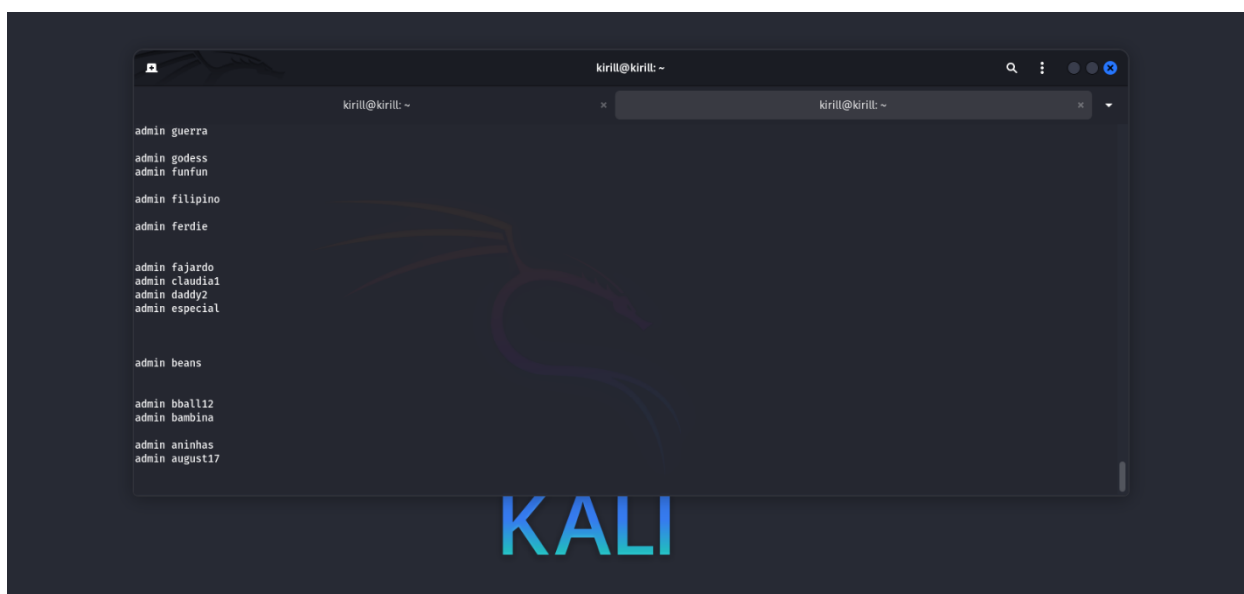 kirill@kirill: ~
kirill@kirill: ~
kirill@kirill: ~
admin guerra
admin godess
admin funfun
admin filipino
admin ferdie
admin fajardo
admin claudia1
admin daddy2
admin especial
admin beans
admin bball12
admin bambina
admin aninhas
admin august17
KALI